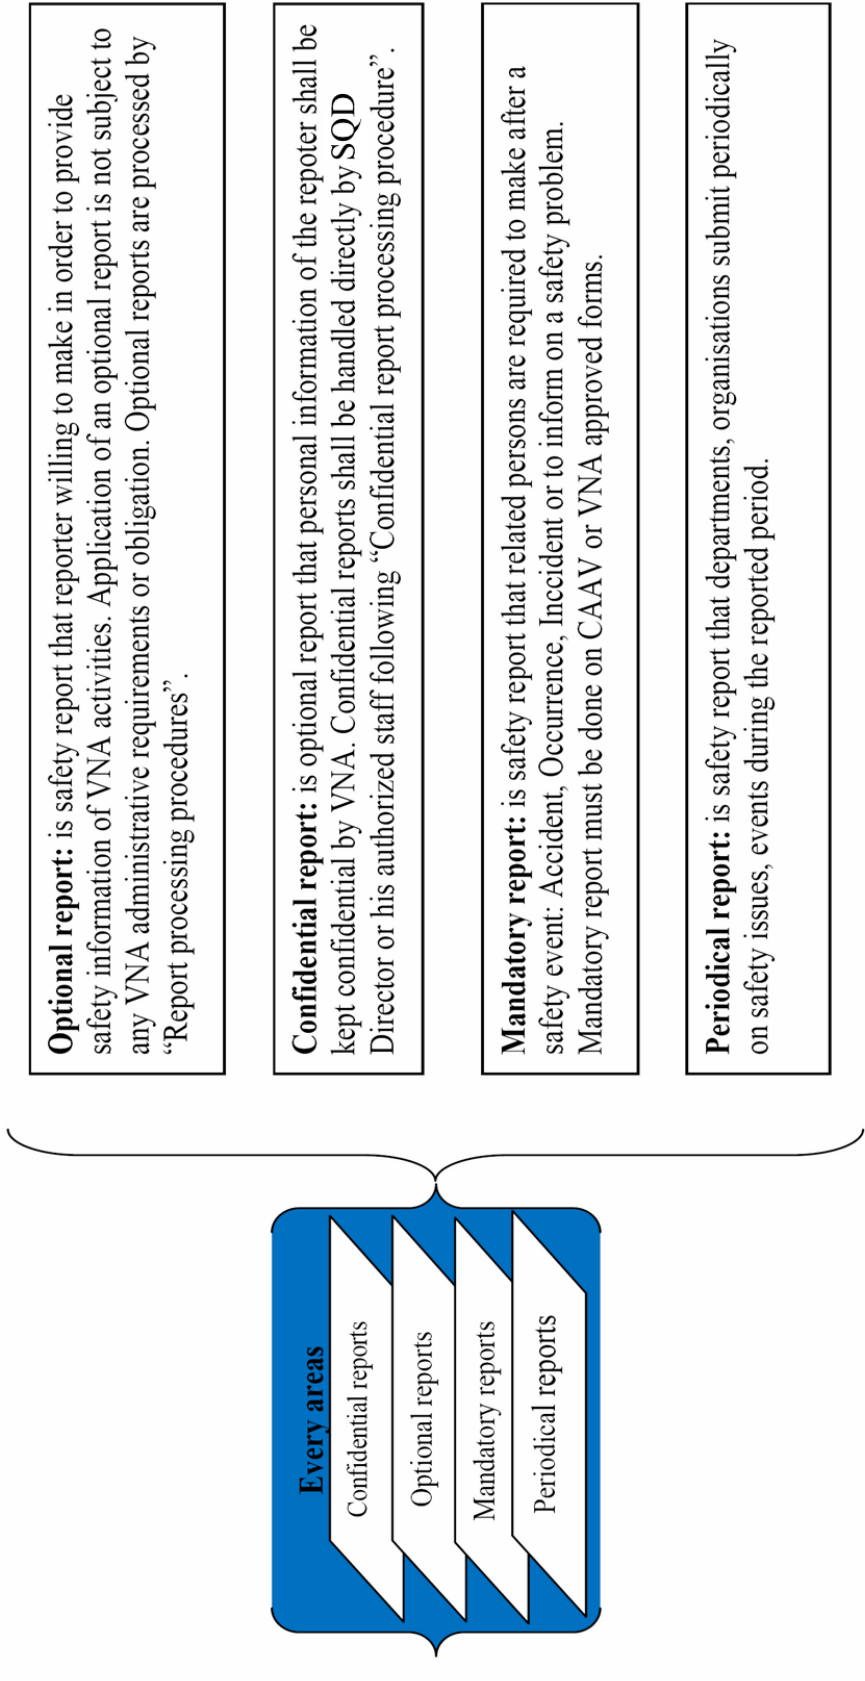 Every areas
Confidential reports
Optional reports
Mandatory reports
Periodical reports
Optional report: is safety report that reporter willing to make in order to provide
safety information of VNA activities. Application of an optional report is not subject to
any VNA administrative requirements or obligation. Optional reports are processed by
“Report processing procedures”.
Confidential report: is optional report that personal information of the repoter shall be
kept confidential by VNA. Confidential reports shall be handled directly by SQD
Director or his authorized staff following “Confidential report processing procedure”.
Mandatory report: is safety report that related persons are required to make after a
safety event: Accident, Occurrence, Inccident or to inform on a safety problem.
Mandatory report must be done on CAAV or VNA approved forms.
Periodical report: is safety report that departments, organisations submit periodically
on safety issues, events during the reported period.